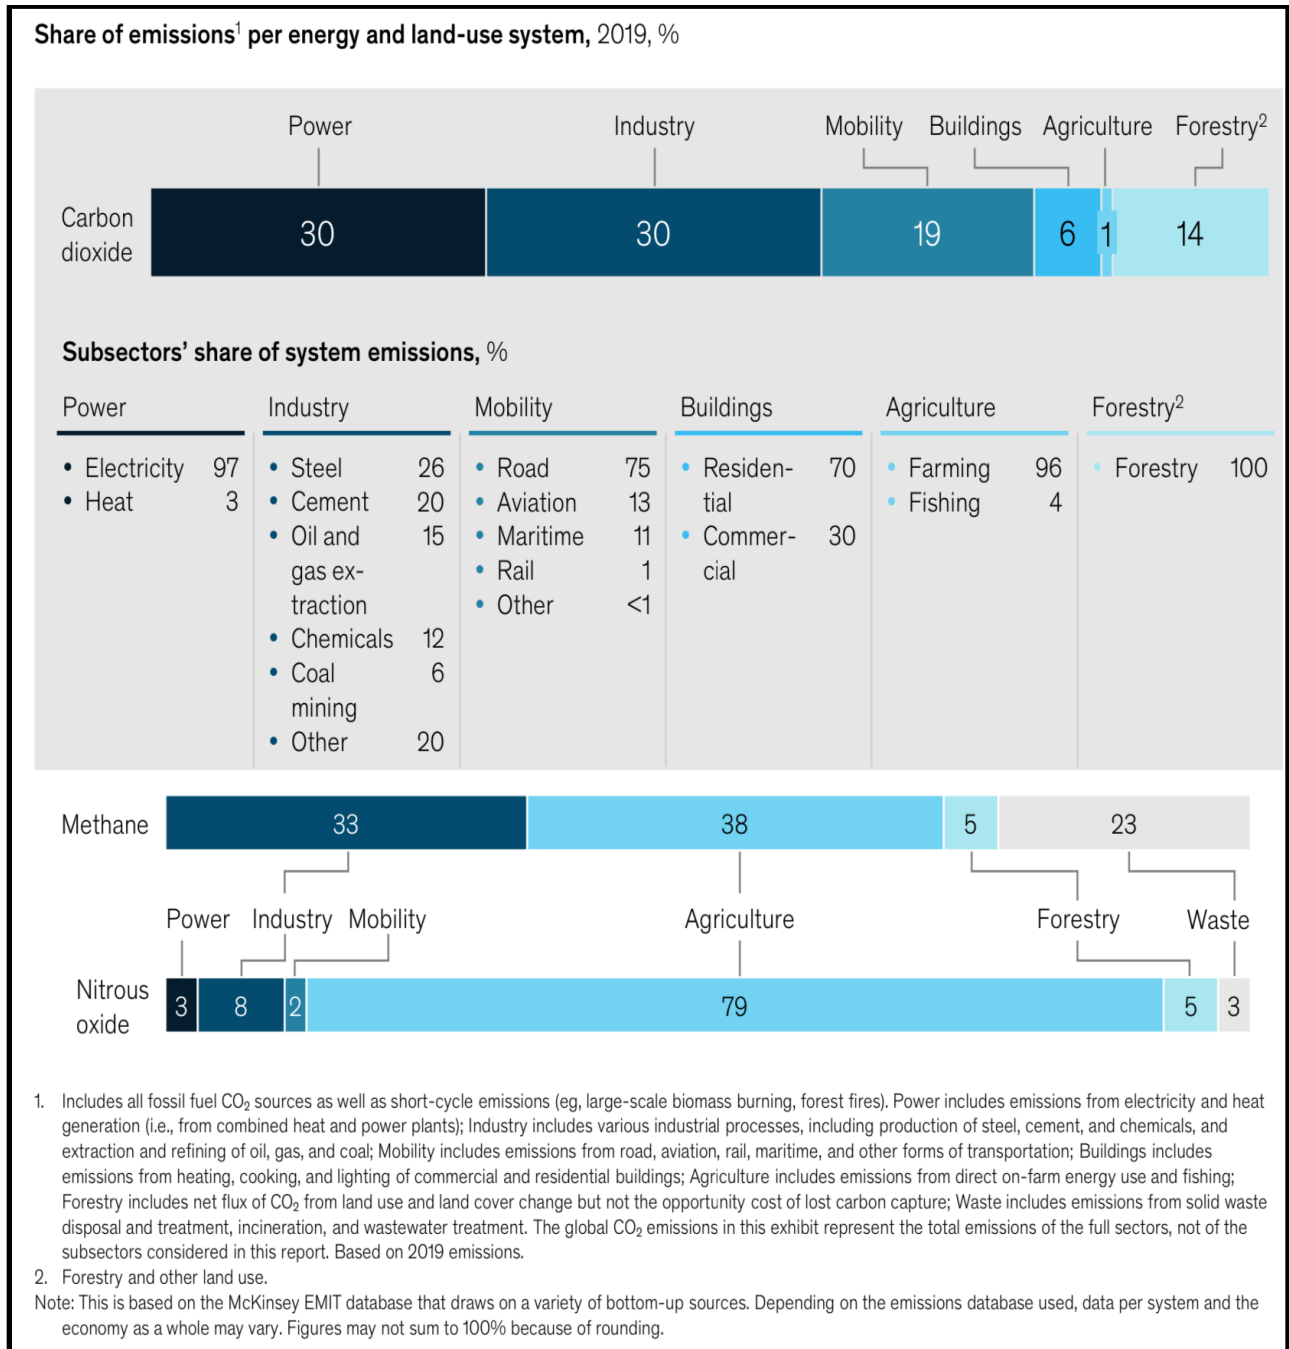 Share of emissions1 per energy and land-use system, 2019, %
Power
Industry
Mobility
Buildings
Agriculture
Forestry2
Carbon
dioxide
30
30
19
6
1
14
Subsectors’ share of system emissions, %
Power
• Electricity 97
• Heat 3
Industry
• Steel 26
• Cement 20
• Oil and 15
gas ex-
traction
• Chemicals 12
• Coal 6
mining
• Other 20
Mobility
• Road 75
• Aviation 13
• Maritime 11
• Rail 1
• Other <1
Buildings
• Residen- 70
tial
• Commer- 30
cial
Agriculture
• Farming 96
• Fishing 4
Forestry2
• Forestry 100
Methane
33
38
5
23
Power
Industry
Mobility
Agriculture
Forestry
Waste
Nitrous
oxide
3
8
2
79
5
3
1. Includes all fossil fuel CO2 sources as well as short-cycle emissions (eg, large-scale biomass burning, forest fires). Power includes emissions from electricity and heat
generation (i.e., from combined heat and power plants); Industry includes various industrial processes, including production of steel, cement, and chemicals, and
extraction and refining of oil, gas, and coal; Mobility includes emissions from road, aviation, rail, maritime, and other forms of transportation; Buildings includes
emissions from heating, cooking, and lighting of commercial and residential buildings; Agriculture includes emissions from direct on-farm energy use and fishing;
Forestry includes net flux of CO2 from land use and land cover change but not the opportunity cost of lost carbon capture; Waste includes emissions from solid waste
disposal and treatment, incineration, and wastewater treatment. The global CO2 emissions in this exhibit represent the total emissions of the full sectors, not of the
subsectors considered in this report. Based on 2019 emissions.
2. Forestry and other land use.
Note: This is based on the McKinsey EMIT database that draws on a variety of bottom-up sources. Depending on the emissions database used, data per system and the
economy as a whole may vary. Figures may not sum to 100% because of rounding.